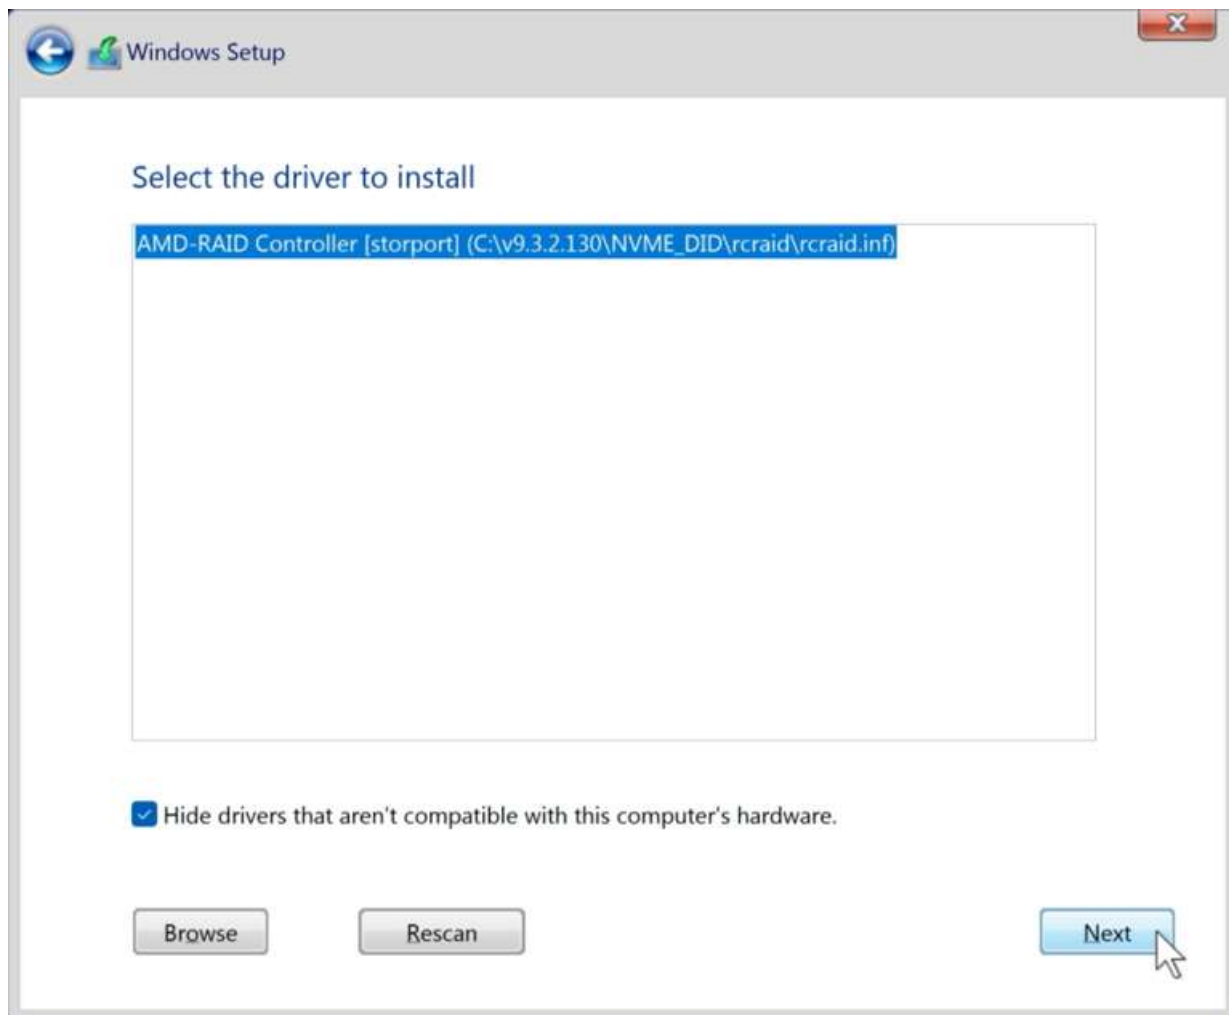 Windows Setup
Select the driver to install
AMD-RAID Controller [storport] (C:\v9.3.2.130\NVME_DID\rcraid\rcraid.inf)
Hide drivers that aren't compatible with this computer's hardware.
Browse
Rescan
Next